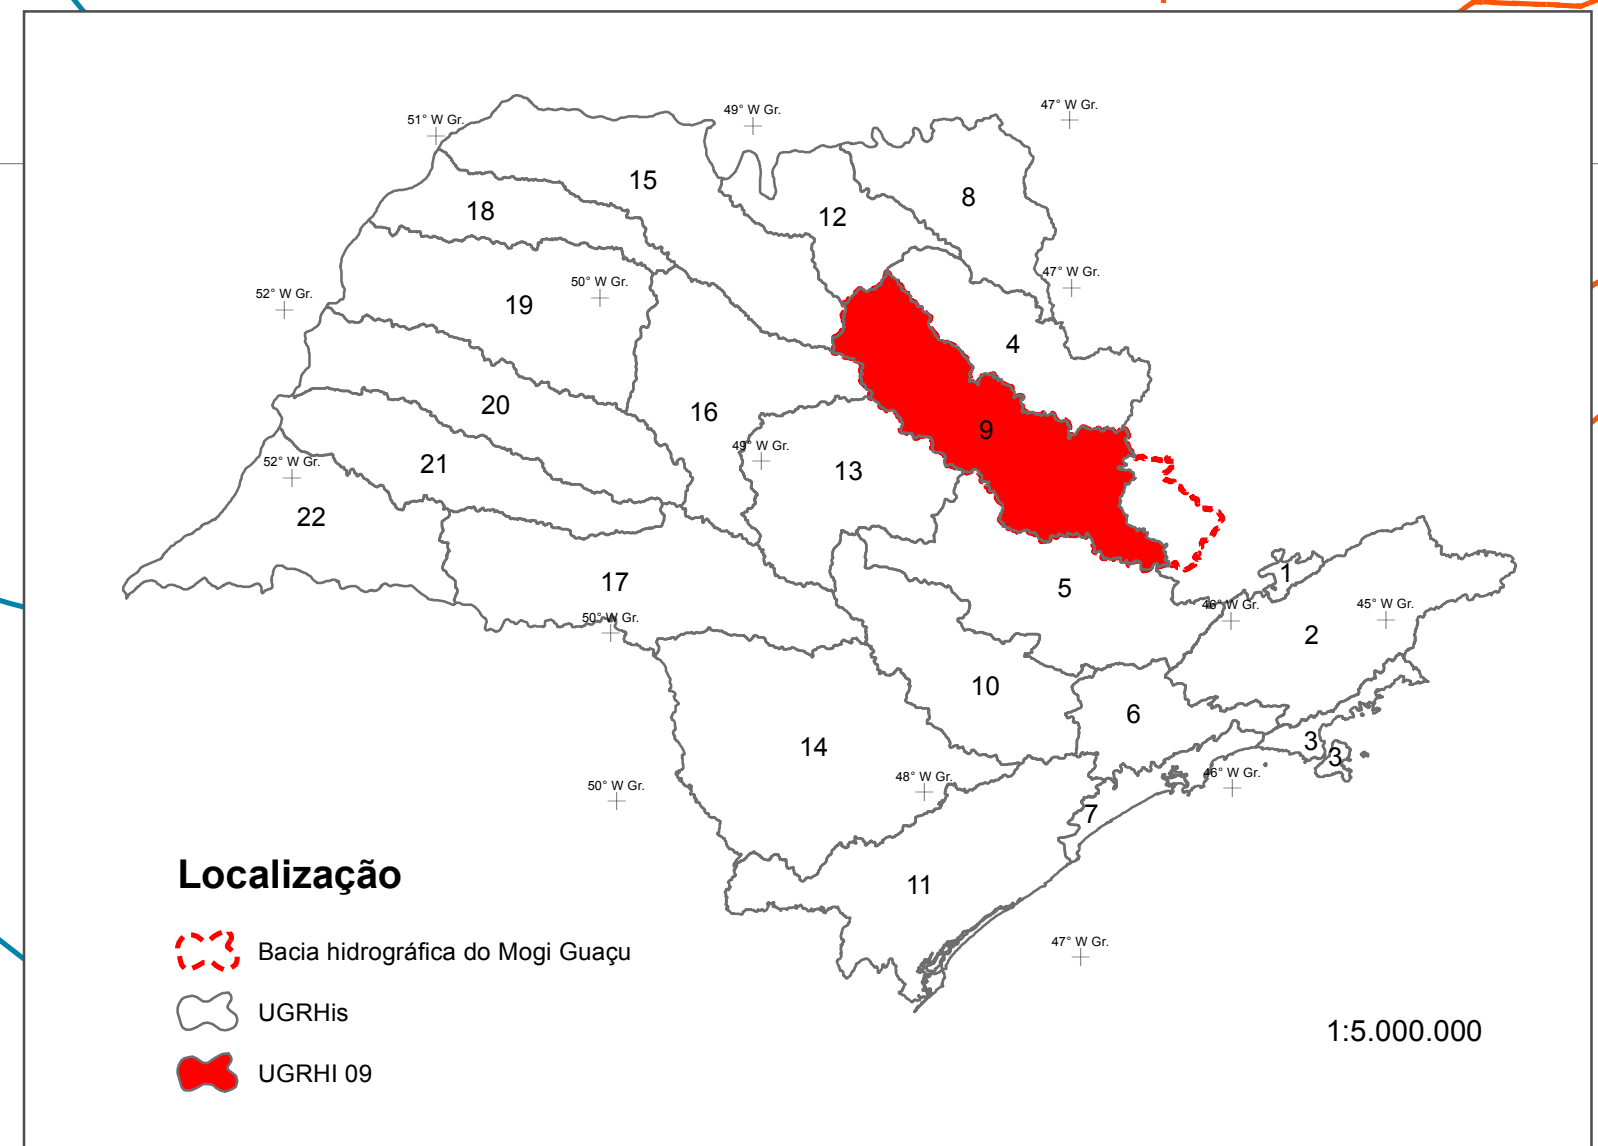 47° W Gr.
49° W Gr.
51° W Gr.
15
8
18
12
47° W Gr.
50° W Gr.
52° W Gr.
19
4
20
16
9
49° W Gr.
52° W Gr.
21
13
22
1
17
5
46° W Gr.
45° W Gr.
50° W Gr.
2
10
6
14
3
3
48° W Gr.
46° W Gr.
50° W Gr.
7
Localização
11
Bacia hidrográfica do Mogi Guaçu
47° W Gr.
UGRHis
1:5.000.000
UGRHI 09